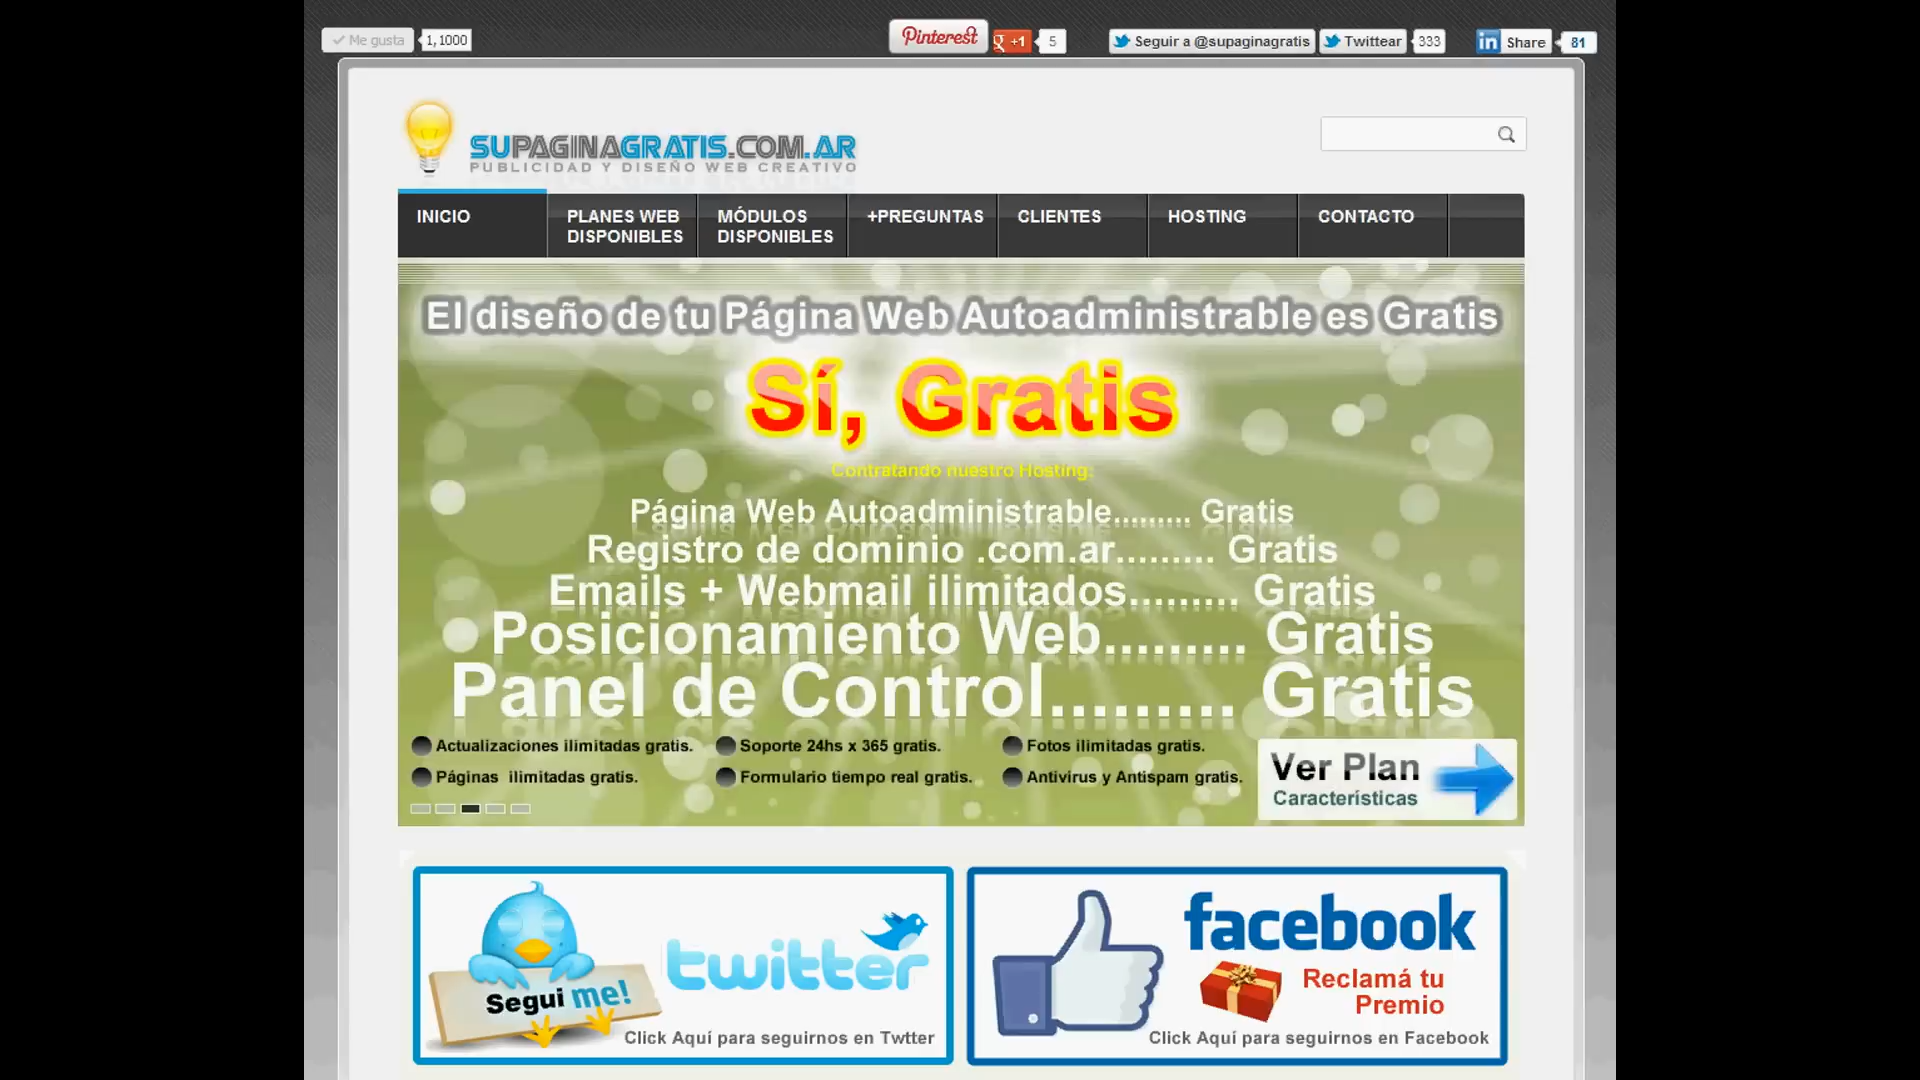 Me gusta
1,1000
Pinterest
+1
5
Seguir a @supaginagratis
Twittear
333
in Share
81
SUPAGINAGRATIS.COM.AR
PUBLICIDAD Y DISEÑO WEB CREATIVO
INICIO
PLANES WEB
DISPONIBLES
MÓDULOS
DISPONIBLES
+PREGUNTAS
CLIENTES
HOSTING
CONTACTO
El diseño de tu Página Web Autoadministrable es Gratis
Sí, Gratis
Contratando nuestro Hosting:
Página Web Autoadministrable......... Gratis
Registro de dominio .com.ar......... Gratis
Emails + Webmail ilimitados......... Gratis
Posicionamiento Web......... Gratis
Panel de Control......... Gratis
Actualizaciones ilimitadas gratis.
Soporte 24hs x 365 gratis.
Fotos ilimitadas gratis.
Páginas ilimitadas gratis.
Formulario tiempo real gratis.
Antivirus y Antispam gratis.
Ver Plan
Características
Segui me!
twitter
Click Aquí para seguirnos en Twtter
facebook
Reclamá tu
Premio
Click Aquí para seguirnos en Facebook